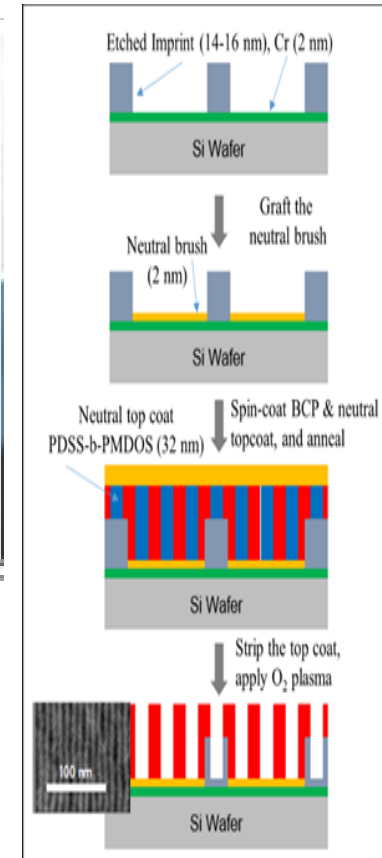 Etched Imprint (14-16 nm), Cr (2 nm)
Si Wafer
Graft the
neutral brush
Neutral brush
(2 nm)
Si Wafer
Neutral top coat
PDSS-b-PMDOS (32 nm)
Spin-coat BCP & neutral
topcoat, and anneal
Si Wafer
Strip the top coat,
apply O₂ plasma
100 nm
Si Wafer